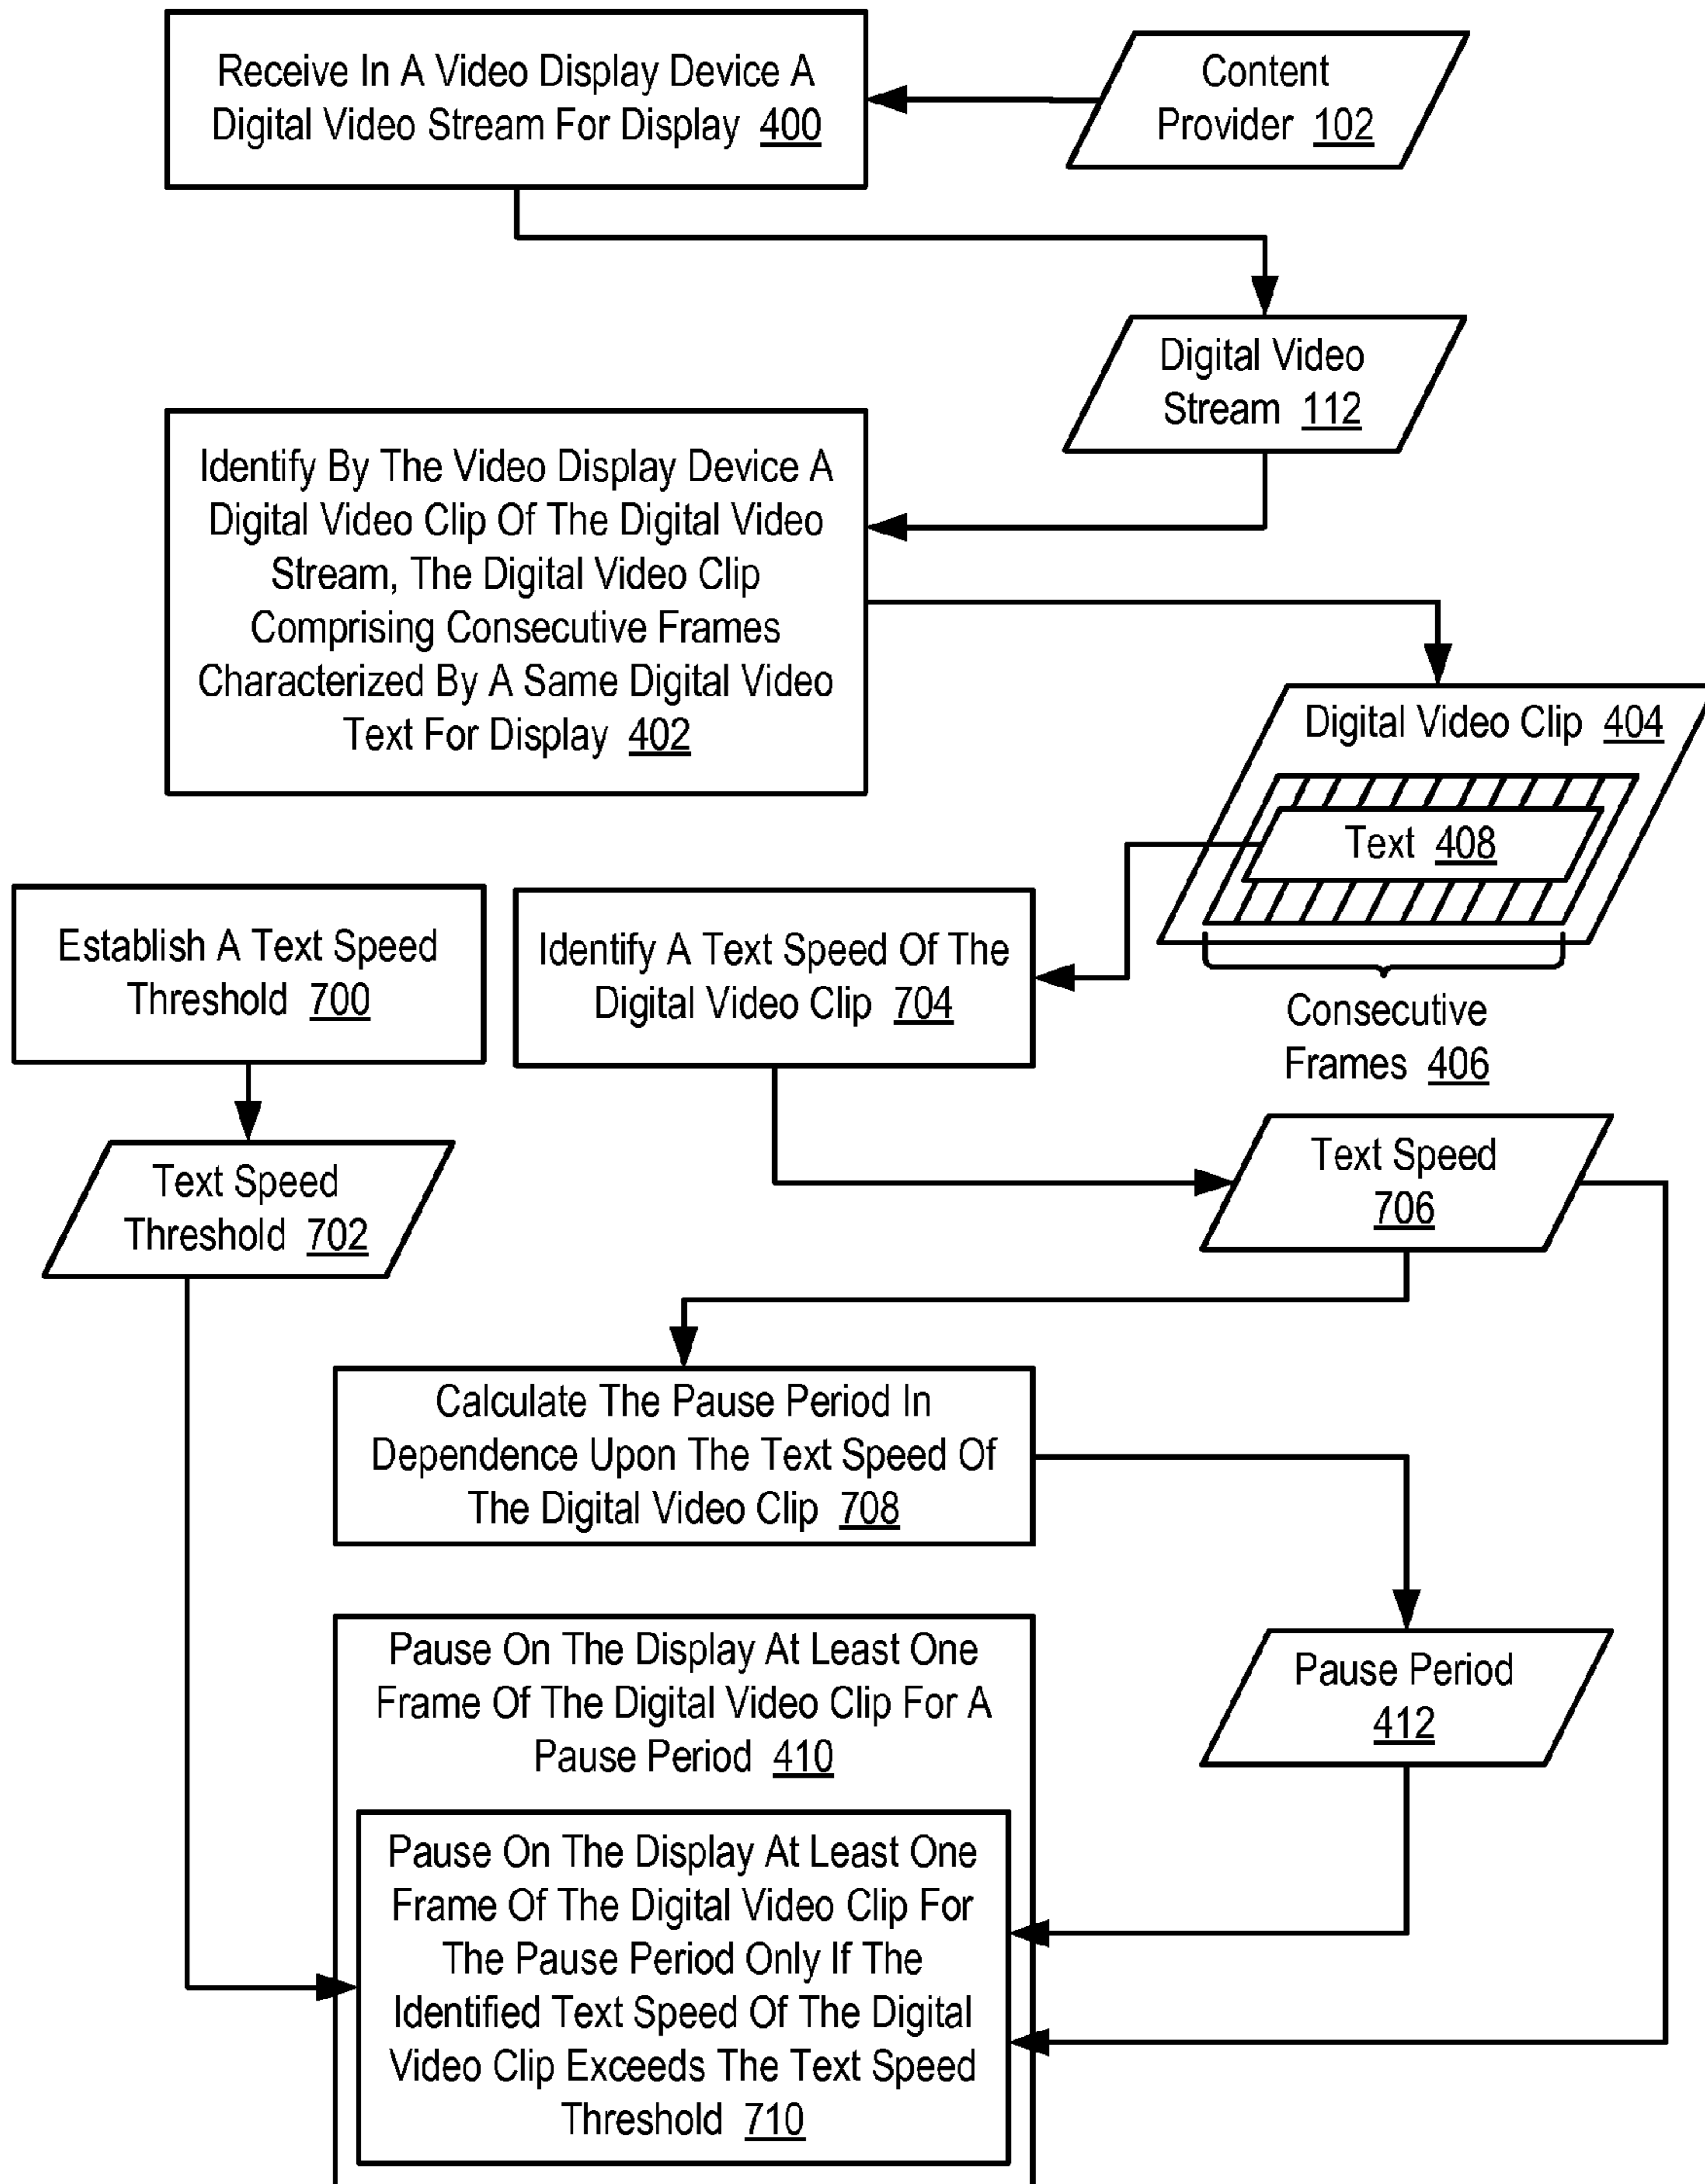 Receive In A Video Display Device A
Digital Video Stream For Display 400
Content
Provider 102
Digital Video
Stream 112
Identify By The Video Display Device A
Digital Video Clip Of The Digital Video
Stream, The Digital Video Clip
Comprising Consecutive Frames
Characterized By A Same Digital Video
Text For Display 402
Digital Video Clip 404
Text 408
Consecutive
Frames 406
Establish A Text Speed
Threshold 700
Identify A Text Speed Of The
Digital Video Clip 704
Text Speed
Threshold 702
Text Speed
706
Calculate The Pause Period In
Dependence Upon The Text Speed Of
The Digital Video Clip 708
Pause Period
412
Pause On The Display At Least One
Frame Of The Digital Video Clip For A
Pause Period 410
Pause On The Display At Least One
Frame Of The Digital Video Clip For
The Pause Period Only If The
Identified Text Speed Of The Digital
Video Clip Exceeds The Text Speed
Threshold 710